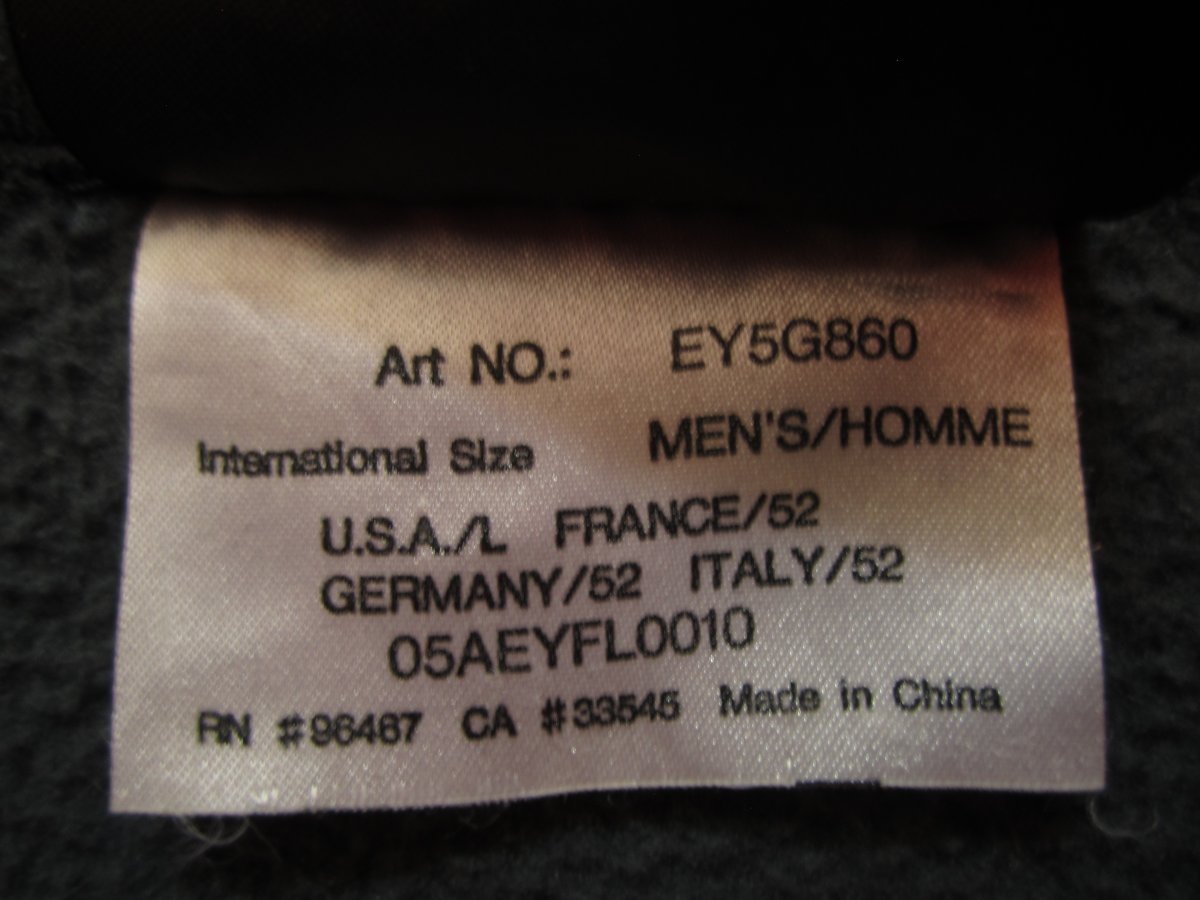 Art NO.: EY5G860
International Size MEN'S/HOMME
U.S.A./L FRANCE/52
GERMANY/52 ITALY/52
05AEYFL0010
RN #96467 CA #33545 Made in China